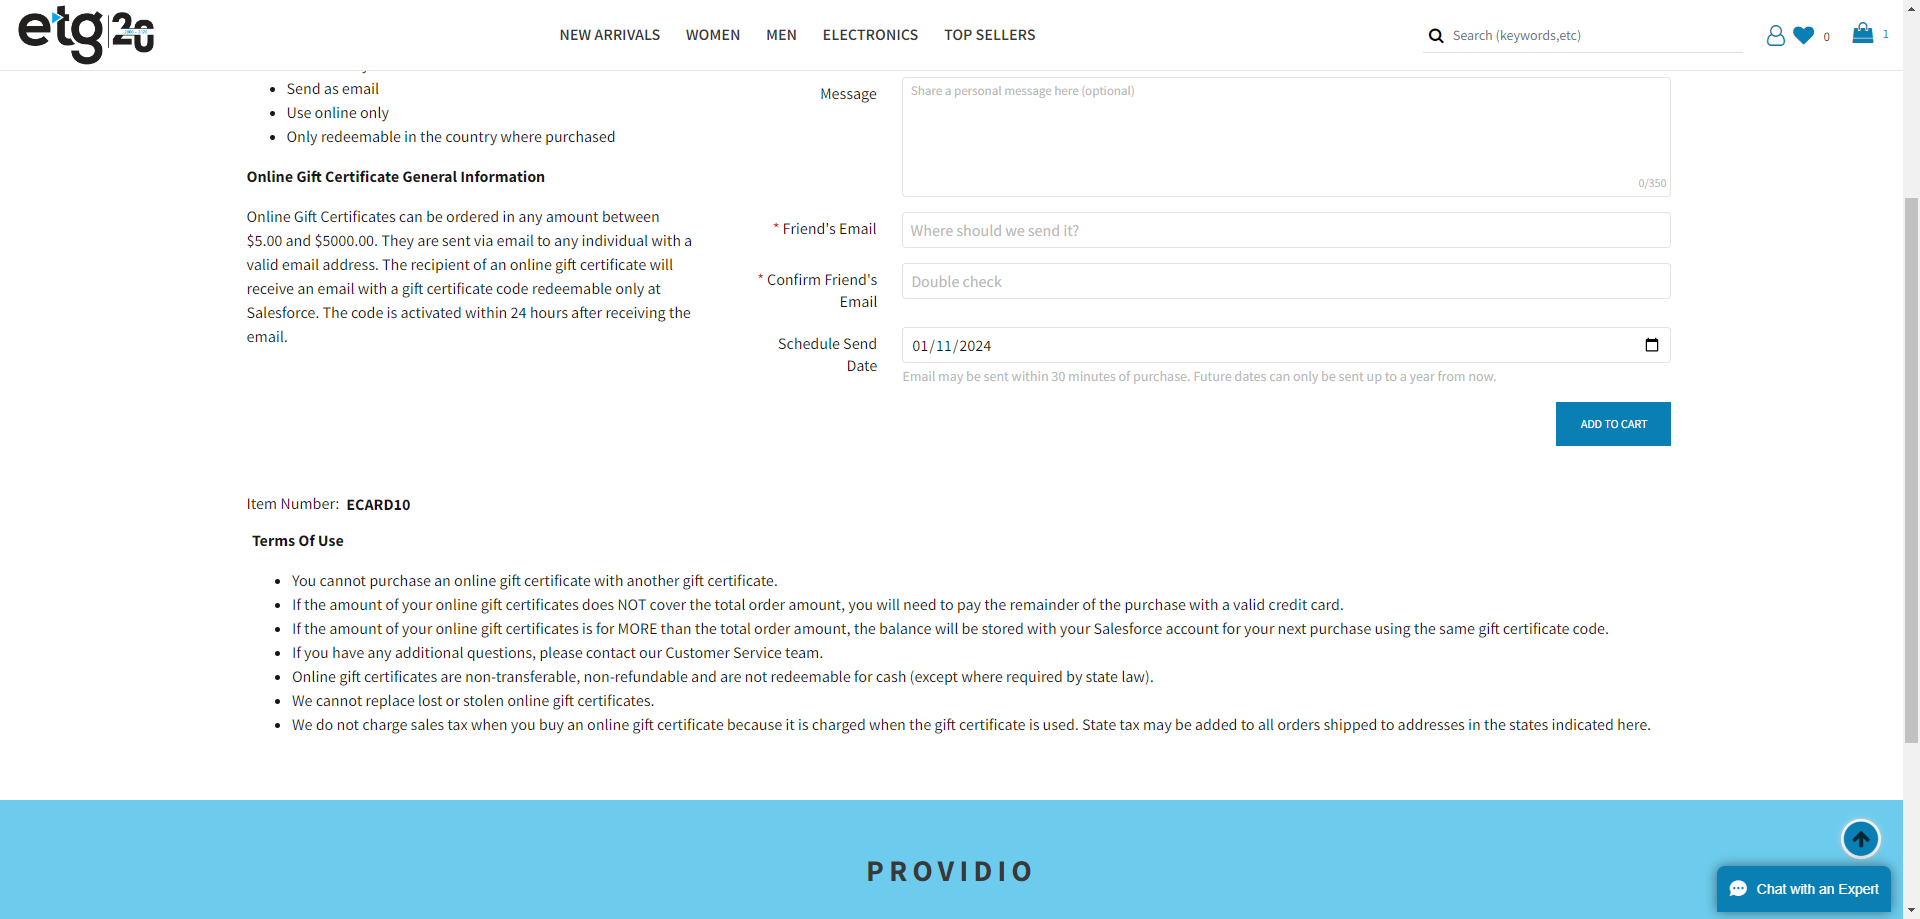 etg 20
NEW ARRIVALS WOMEN MEN ELECTRONICS TOP SELLERS
Search (keywords,etc)
0
1
Send as email
Use online only
Only redeemable in the country where purchased
Online Gift Certificate General Information
Online Gift Certificates can be ordered in any amount between
$5.00 and $5000.00. They are sent via email to any individual with a
valid email address. The recipient of an online gift certificate will
receive an email with a gift certificate code redeemable only at
Salesforce. The code is activated within 24 hours after receiving the
email.
Message
Share a personal message here (optional)
0/350
* Friend's Email
Where should we send it?
* Confirm Friend's
Email
Double check
Schedule Send
Date
01/11/2024
Email may be sent within 30 minutes of purchase. Future dates can only be sent up to a year from now.
ADD TO CART
Item Number: ECARD10
Terms Of Use
You cannot purchase an online gift certificate with another gift certificate.
If the amount of your online gift certificates does NOT cover the total order amount, you will need to pay the remainder of the purchase with a valid credit card.
If the amount of your online gift certificates is for MORE than the total order amount, the balance will be stored with your Salesforce account for your next purchase using the same gift certificate code.
If you have any additional questions, please contact our Customer Service team.
Online gift certificates are non-transferable, non-refundable and are not redeemable for cash (except where required by state law).
We cannot replace lost or stolen online gift certificates.
We do not charge sales tax when you buy an online gift certificate because it is charged when the gift certificate is used. State tax may be added to all orders shipped to addresses in the states indicated here.
PROVIDIO
Chat with an Expert